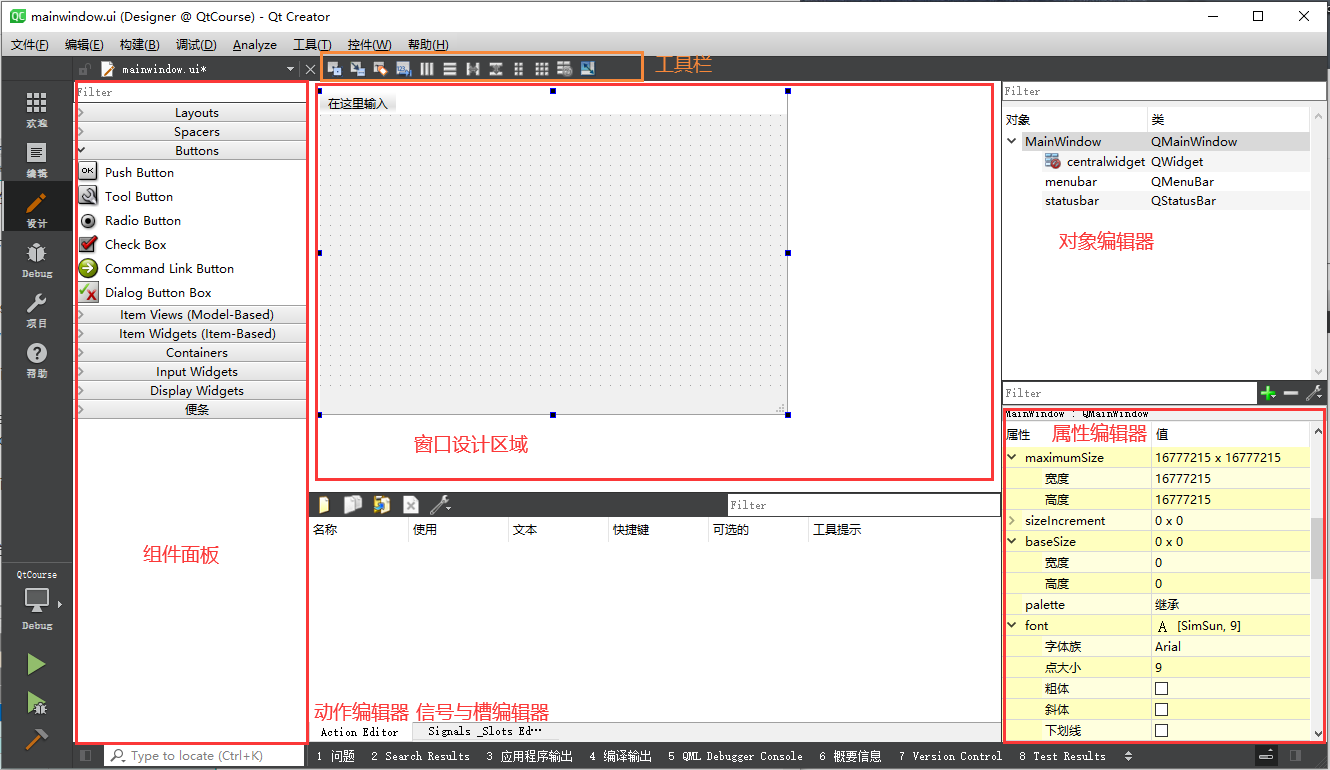 mainwindow.ui (Designer @ QtCourse) - Qt Creator
文件(F) 编辑(E) 构建(B) 调试(D) Analyze 工具(T) 控件(W) 帮助(H)
mainwindow.ui*
工具栏
欢迎
编辑
设计
Debug
项目
帮助
QtCourse
Debug
Filter
Layouts
Spacers
Buttons
Push Button
Tool Button
Radio Button
Check Box
Command Link Button
Dialog Button Box
Item Views (Model-Based)
Item Widgets (Item-Based)
Containers
Input Widgets
Display Widgets
便条
组件面板
在这里输入
窗口设计区域
Filter
名称 使用 文本 快捷键 可选的 工具提示
动作编辑器 信号与槽编辑器
Action Editor Signals _Slots Ed…
Filter
对象 类
MainWindow QMainWindow
centralwidget QWidget
menubar QMenuBar
statusbar QStatusBar
对象编辑器
Filter
MainWindow : QMainWindow
属性 属性编辑器 值
maximumSize 16777215 x 16777215
宽度 16777215
高度 16777215
sizeIncrement 0 x 0
baseSize 0 x 0
宽度 0
高度 0
palette 继承
font A [SimSun, 9]
字体族 Arial
点大小 9
粗体
斜体
下划线
Type to locate (Ctrl+K) 1 问题 2 Search Results 3 应用程序输出 4 编译输出 5 QML Debugger Console 6 概要信息 7 Version Control 8 Test Results